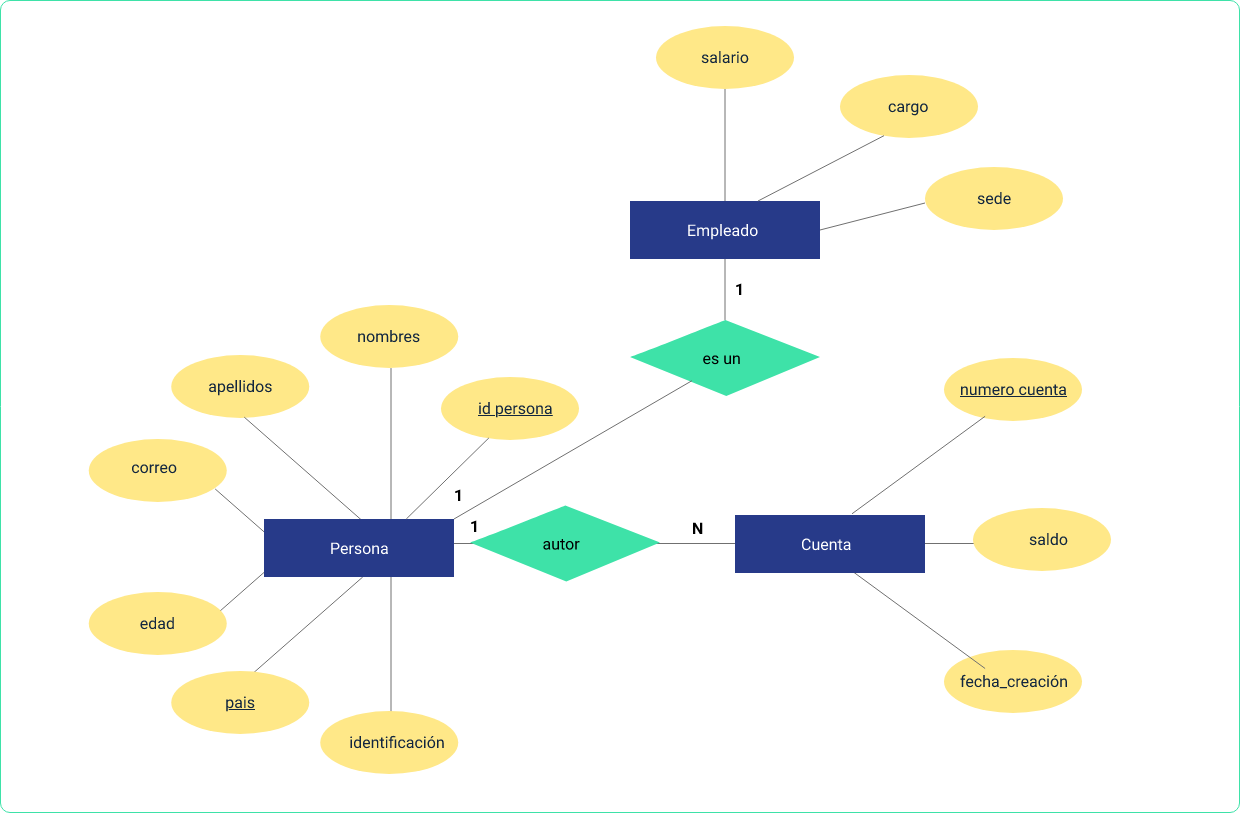 salario
cargo
sede
Empleado
1
nombres
es un
apellidos
numero cuenta
id persona
correo
1
1
N
Persona
autor
Cuenta
saldo
edad
fecha_creación
pais
identificación